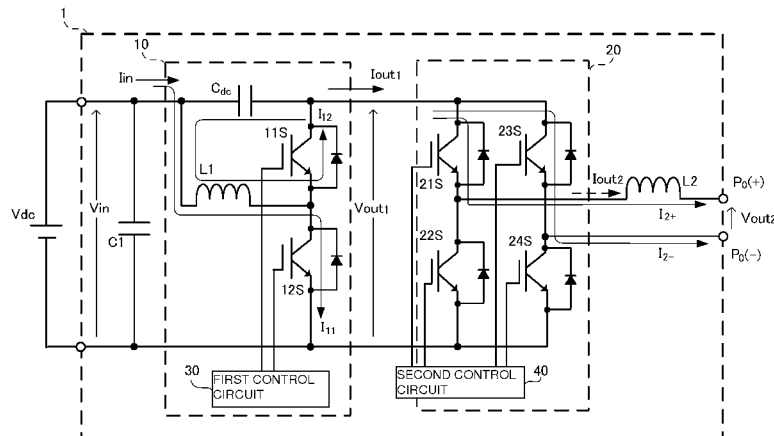 1
10
20
Iin
Cdc
Iout1
I12
11S
L1
23S
21S
Iout2
L2
P0(+)
Vdc
Vin
C1
Vout1
I2+
Vout2
22S
24S
12S
I2-
P0(-)
I11
30
FIRST CONTROL
CIRCUIT
SECOND CONTROL
CIRCUIT
40